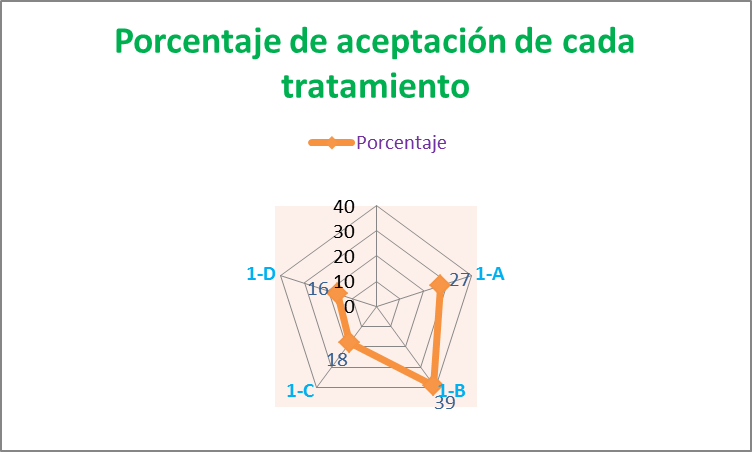 Porcentaje de aceptación de cada
tratamiento
Porcentaje
40
30
20
10
0
1-D
16
27
1-A
18
1-C
1-B
39